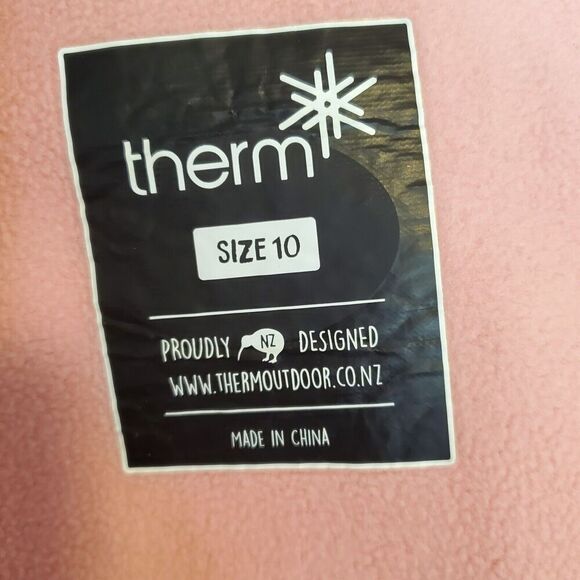 therm
SIZE 10
PROUDLY NZ DESIGNED
WWW.THERMOUTDOOR.CO.NZ
MADE IN CHINA